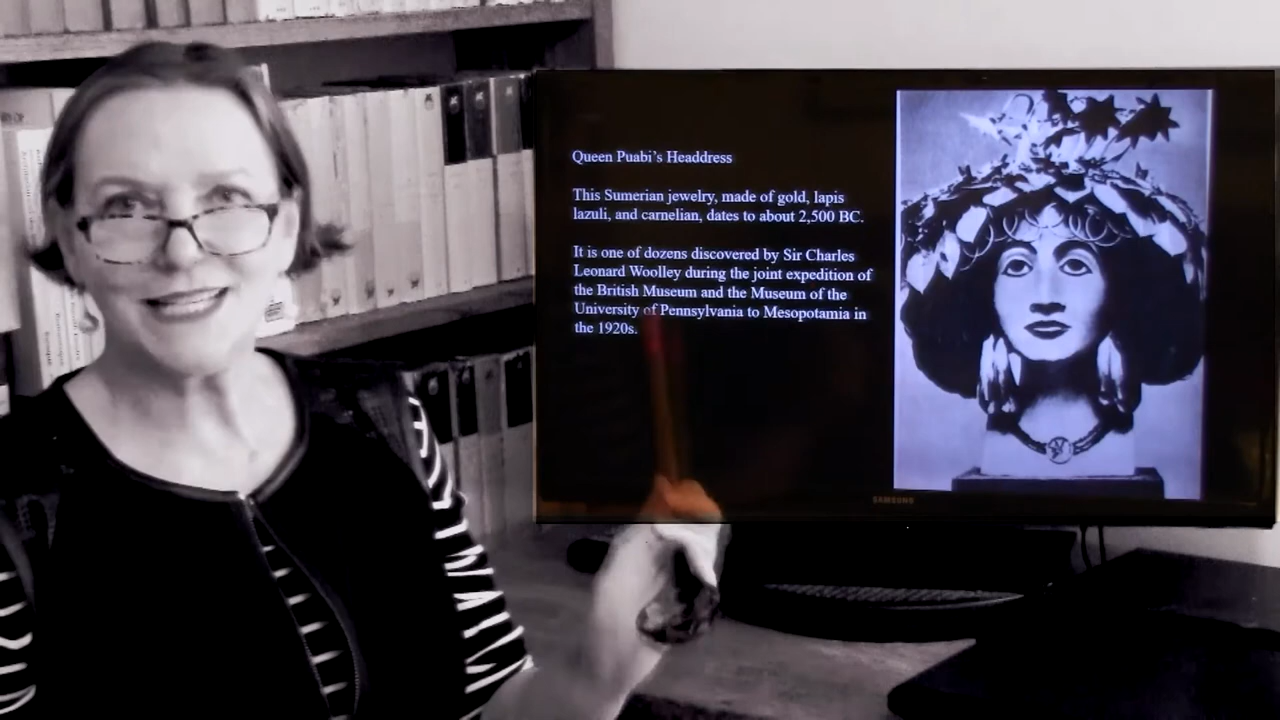 Queen Puabi's Headdress
This Sumerian jewelry, made of gold, lapis
lazuli, and carnelian, dates to about 2,500 BC.
It is one of dozens discovered by Sir Charles
Leonard Woolley during the joint expedition of
the British Museum and the Museum of the
University of Pennsylvania to Mesopotamia in
the 1920s.
SAMSUNG